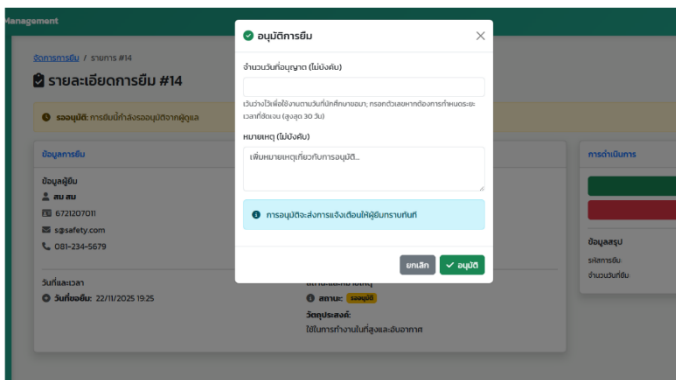 Management
จัดการการยืม / รายการ #14
รายละเอียดการยืม #14
รออนุมัติ: การยืมนี้กำลังรออนุมัติจากผู้ดูแล
ข้อมูลการยืม
ข้อมูลผู้ยืม
สม สม
6721207011
s@safety.com
081-234-5679
วันที่และเวลา
วันที่ขอยืม: 22/11/2025 19:25
อนุมัติการยืม
จำนวนวันที่อนุญาต (ไม่บังคับ)
เว้นว่างไว้เพื่อใช้งานตามวันที่นักศึกษาขอมา; กรอกตัวเลขหากต้องการกำหนดระยะ
เวลาที่ชัดเจน (สูงสุด 30 วัน)
หมายเหตุ (ไม่บังคับ)
เพิ่มหมายเหตุเกี่ยวกับการอนุมัติ...
การอนุมัติจะส่งการแจ้งเตือนให้ผู้ยืมทราบทันที
ยกเลิก
อนุมัติ
สถานะและหมายเหตุ
สถานะ: รออนุมัติ
วัตถุประสงค์:
ใช้ในการทำงานในที่สูงและอับอากาศ
การดำเนินการ
ข้อมูลสรุป
รหัสการยืม
จำนวนวันที่ยืม